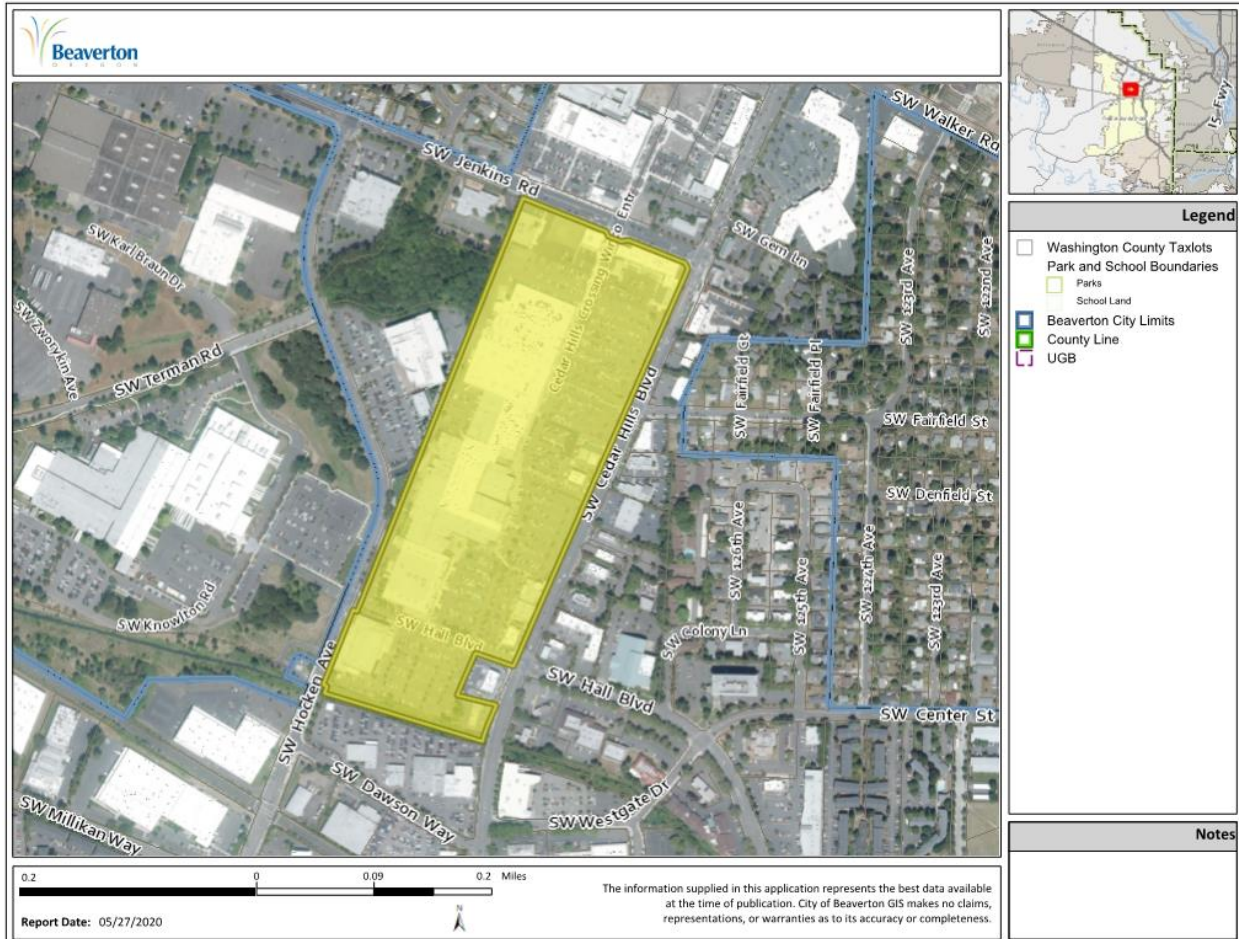 Beaverton
OREGON
SW Walker Rd
SW Jenkins Rd
Cedar Hills Crossing Winco Entr
SW Gem Ln
SW Karl Braun Dr
SW 123rd Ave
SW 122nd Ave
SW Zworykin Ave
SW Terman Rd
SW Fairfield Ct
SW Fairfield Pl
SW Cedar Hills Blvd
SW Fairfield St
SW Denfield St
SW 126th Ave
SW 125th Ave
SW 124th Ave
SW 123rd Ave
SW Knowlton Rd
SW Hall Blvd
SW Colony Ln
SW Hocken Ave
SW Hall Blvd
SW Center St
SW Dawson Way
SW Westgate Dr
SW Millikan Way
I5 Fwy
Legend
Washington County Taxlots
Park and School Boundaries
Parks
School Land
Beaverton City Limits
County Line
UGB
Notes
0.2 0 0.09 0.2 Miles
N
Report Date: 05/27/2020
The information supplied in this application represents the best data available
at the time of publication. City of Beaverton GIS makes no claims,
representations, or warranties as to its accuracy or completeness.